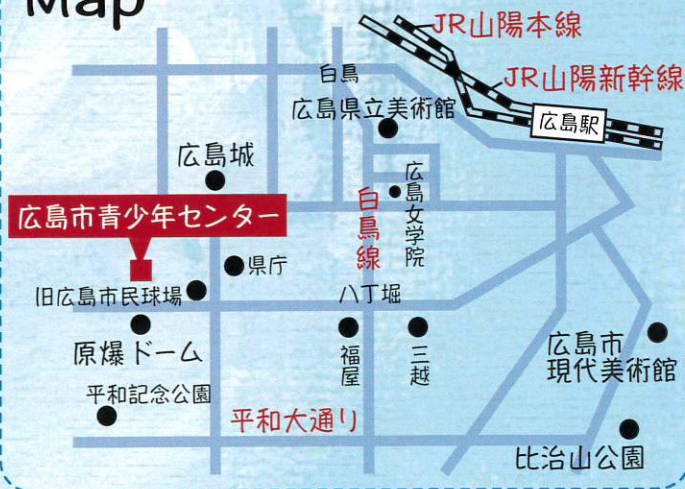 Map
JR山陽本線
JR山陽新幹線
広島駅
白鳥
広島県立美術館
広島城
広島女学院
白鳥線
広島市青少年センター
県庁
旧広島市民球場
八丁堀
原爆ドーム
福屋
三越
広島市
現代美術館
平和記念公園
平和大通り
比治山公園